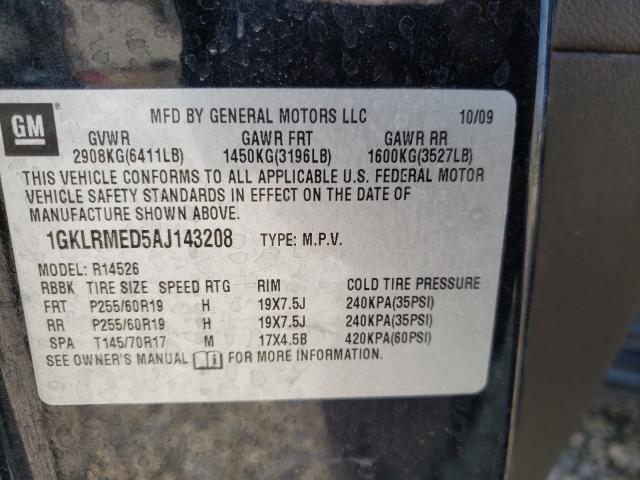 GM ®
MFD BY GENERAL MOTORS LLC 10/09
GVWR GAWR FRT GAWR RR
2908KG(6411LB) 1450KG(3196LB) 1600KG(3527LB)
THIS VEHICLE CONFORMS TO ALL APPLICABLE U.S. FEDERAL MOTOR
VEHICLE SAFETY STANDARDS IN EFFECT ON THE DATE OF
MANUFACTURE SHOWN ABOVE.
1GKLRMED5AJ143208 TYPE: M.P.V.
MODEL: R14526
RBBK TIRE SIZE SPEED RTG RIM COLD TIRE PRESSURE
FRT P255/60R19 H 19X7.5J 240KPA(35PSI)
RR P255/60R19 H 19X7.5J 240KPA(35PSI)
SPA T145/70R17 M 17X4.5B 420KPA(60PSI)
SEE OWNER'S MANUAL i FOR MORE INFORMATION.